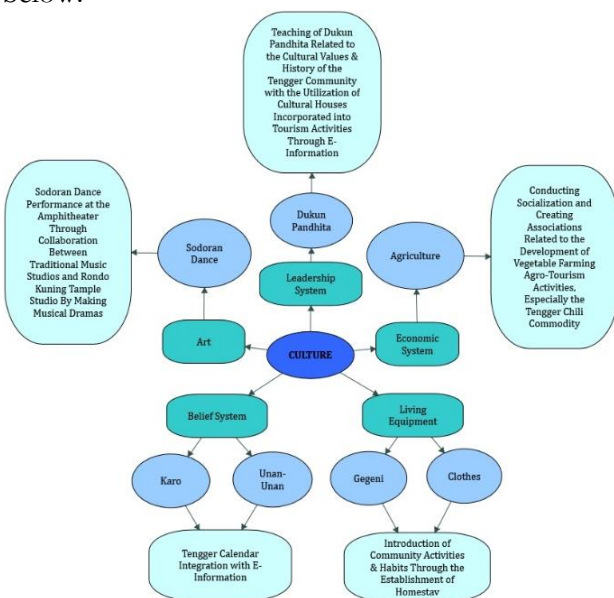 below.
Teaching of Dukun
Pandhita Related to
the Cultural Values &
History of the
Tengger Community
with the Utilization of
Cultural Houses
Incorporated into
Tourism Activities
Through E-
Information
Sodoran Dance
Performance at the
Amphitheater
Through
Collaboration
Between
Traditional Music
Studios and Rondo
Kuning Tample
Studio By Making
Musical Dramas
Sodoran
Dance
Dukun
Pandhita
Agriculture
Conducting
Socialization and
Creating
Associations
Related to the
Development of
Vegetable Farming
Agro-Tourism
Activities,
Especially the
Tengger Chili
Commodity
Leadership
System
Art
CULTURE
Economic
System
Belief System
Living
Equipment
Karo
Unan-
Unan
Gegeni
Clothes
Tengger Calendar
Integration with E-
Information
Introduction of
Community Activities
& Habits Through the
Establishment of
Homestay